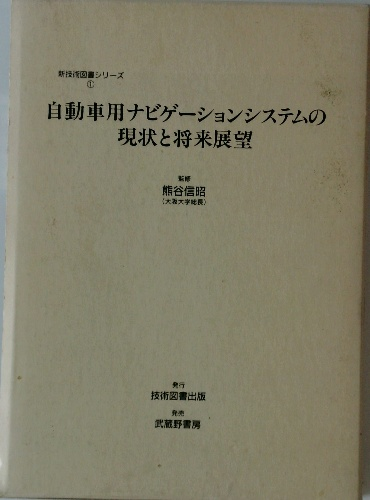 新技術図書シリーズ
①
自動車用ナビゲーションシステムの
現状と将来展望
監修
熊谷信昭
(大阪大学総長)
発行
技術図書出版
発売
武蔵野書房